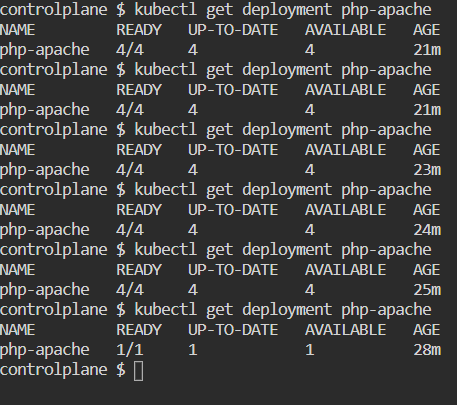 controlplane $ kubectl get deployment php-apache
NAME         READY   UP-TO-DATE   AVAILABLE   AGE
php-apache   4/4     4            4           21m
controlplane $ kubectl get deployment php-apache
NAME         READY   UP-TO-DATE   AVAILABLE   AGE
php-apache   4/4     4            4           21m
controlplane $ kubectl get deployment php-apache
NAME         READY   UP-TO-DATE   AVAILABLE   AGE
php-apache   4/4     4            4           23m
controlplane $ kubectl get deployment php-apache
NAME         READY   UP-TO-DATE   AVAILABLE   AGE
php-apache   4/4     4            4           24m
controlplane $ kubectl get deployment php-apache
NAME         READY   UP-TO-DATE   AVAILABLE   AGE
php-apache   4/4     4            4           25m
controlplane $ kubectl get deployment php-apache
NAME         READY   UP-TO-DATE   AVAILABLE   AGE
php-apache   1/1     1            1           28m
controlplane $